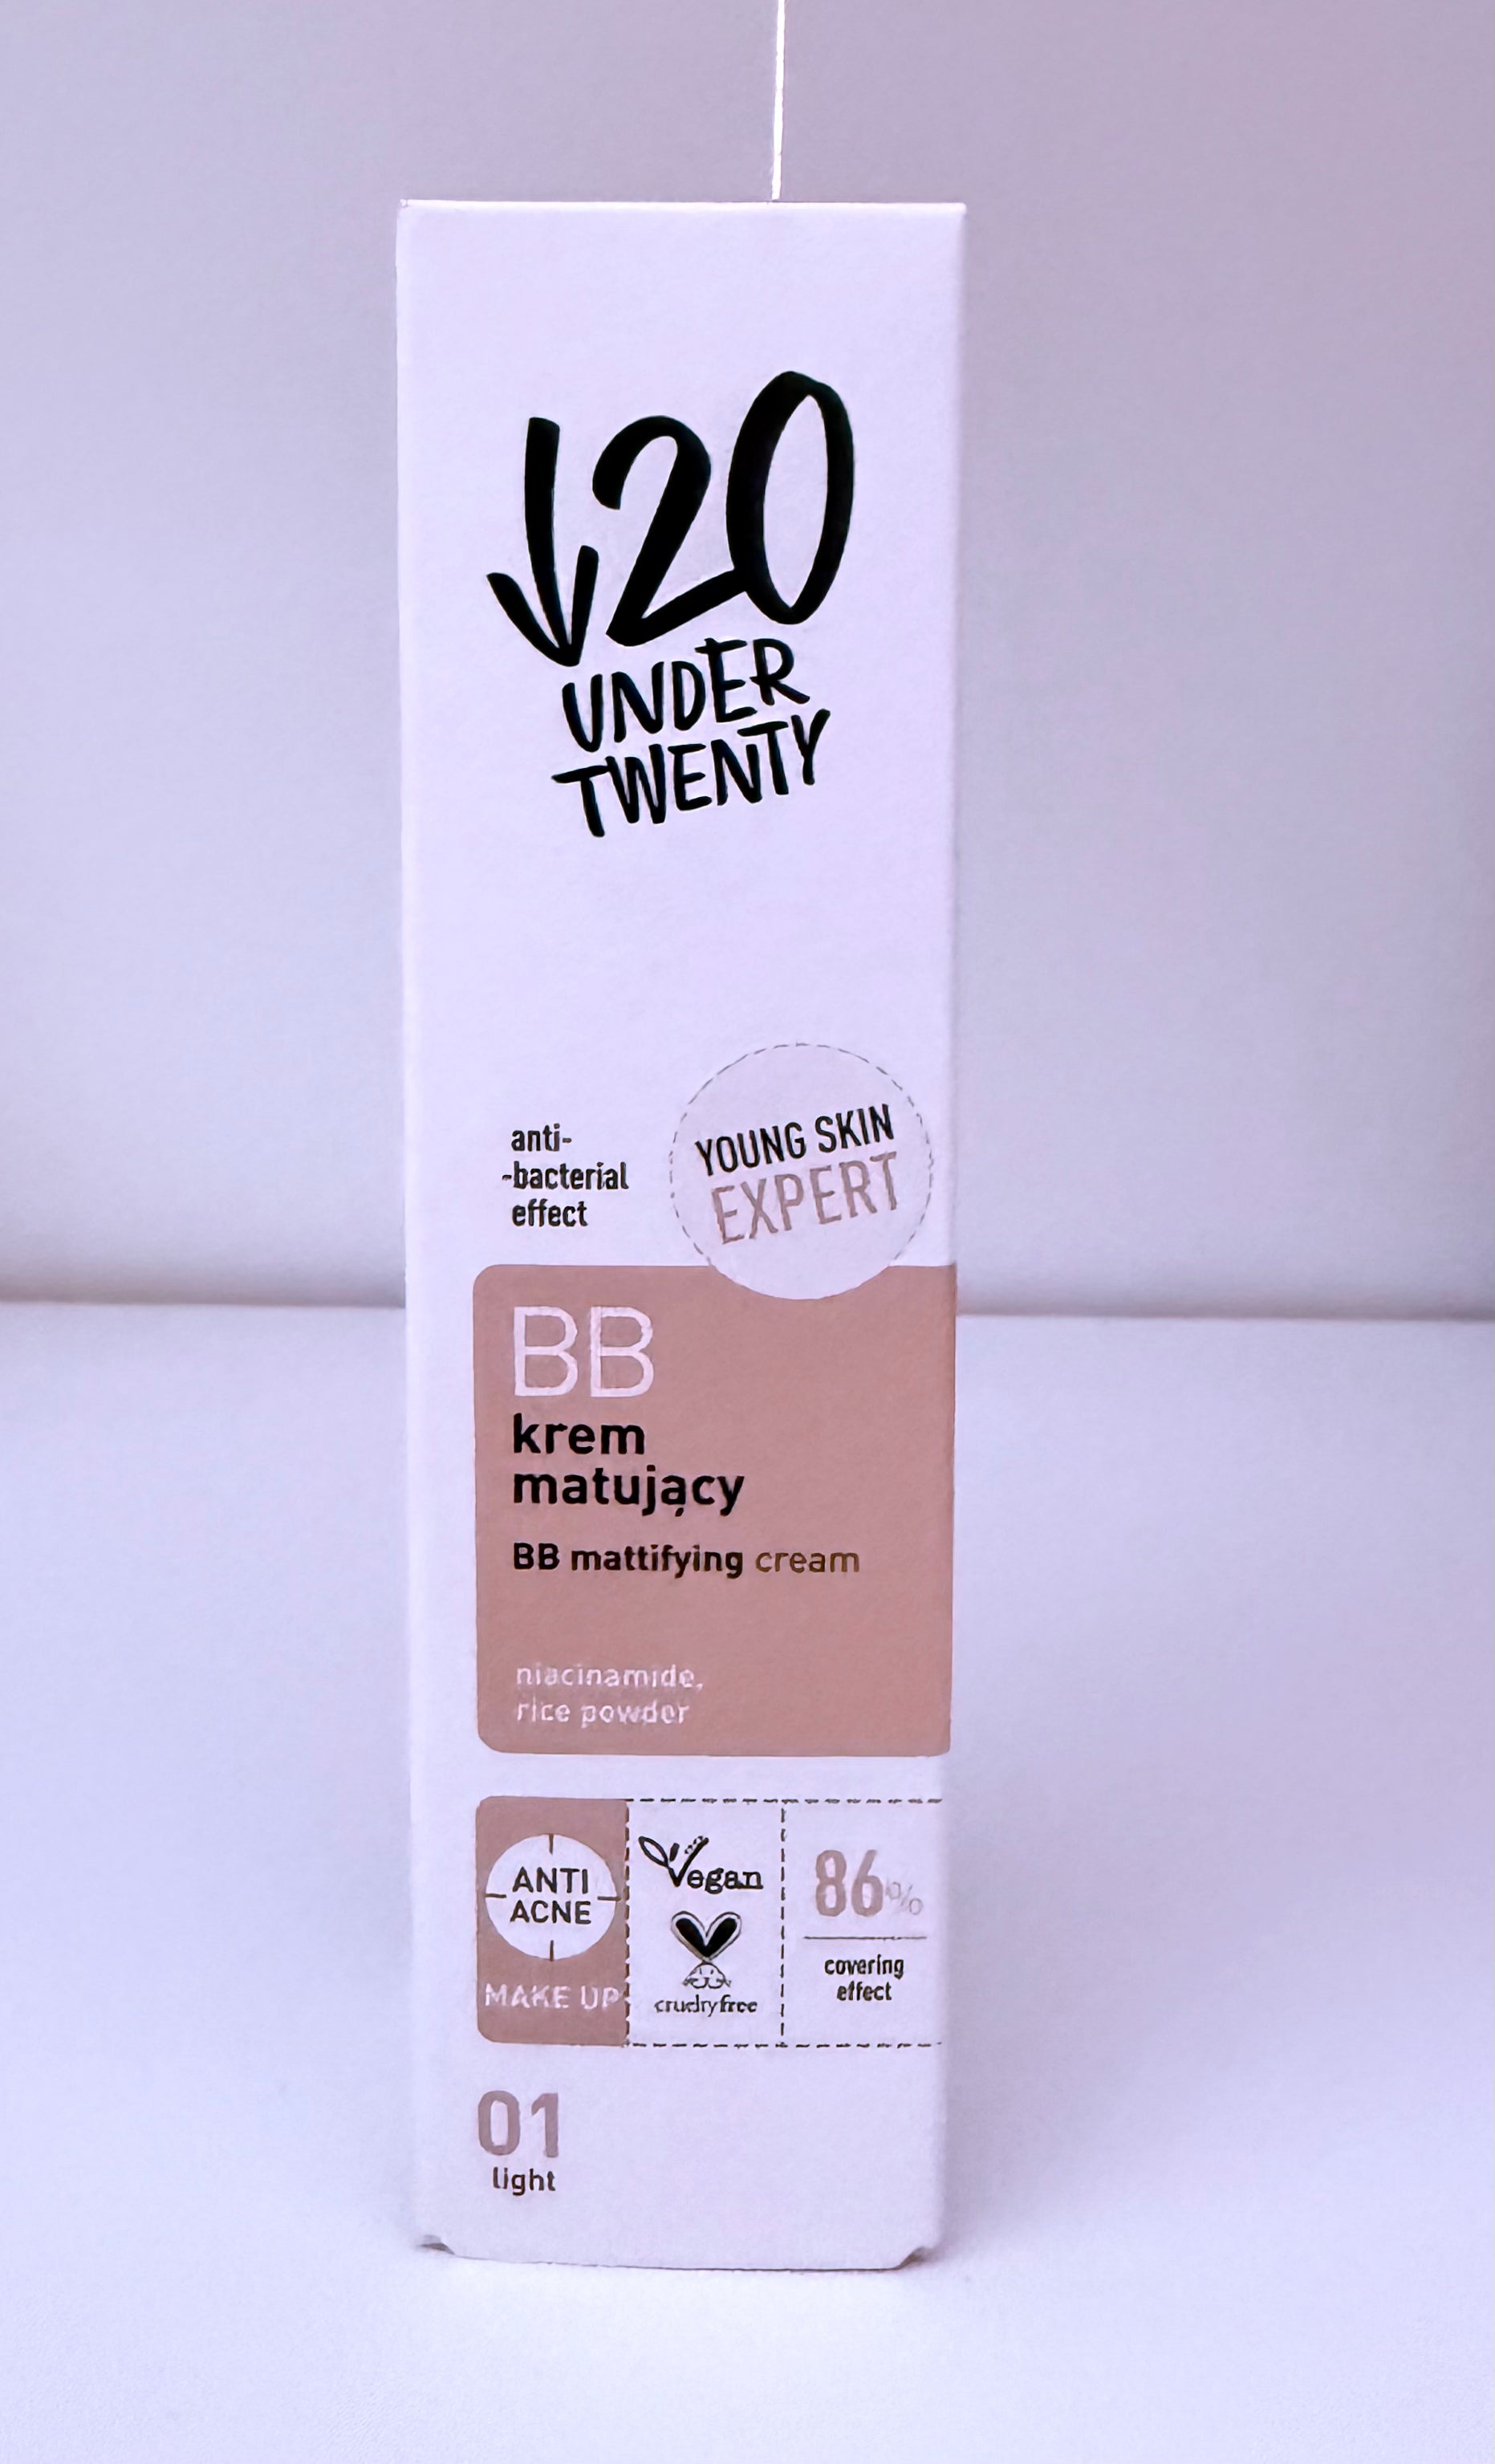 ↓20
UNDER
TWENTY
anti-
-bacterial
effect
YOUNG SKIN
EXPERT
BB
krem
matujący
BB mattifying cream
niacinamide,
rice powder
ANTI
ACNE
MAKE UP
Vegan
crueltyfree
86%
covering
effect
01
light